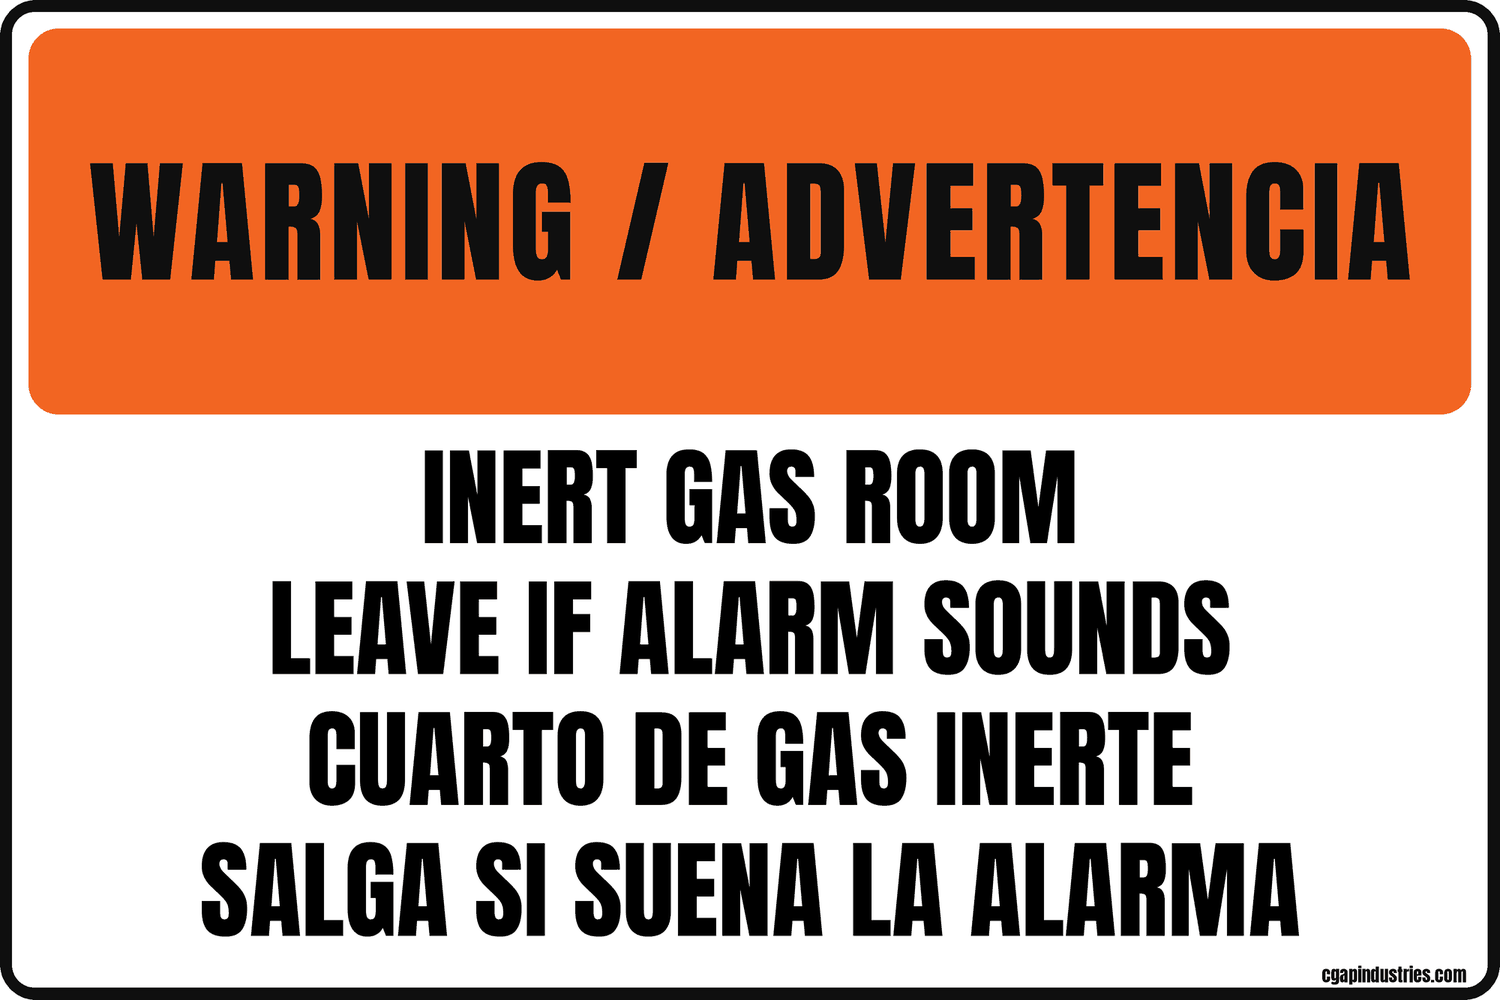 WARNING / ADVERTENCIA
INERT GAS ROOM
LEAVE IF ALARM SOUNDS
CUARTO DE GAS INERTE
SALGA SI SUENA LA ALARMA
cgapindustries.com